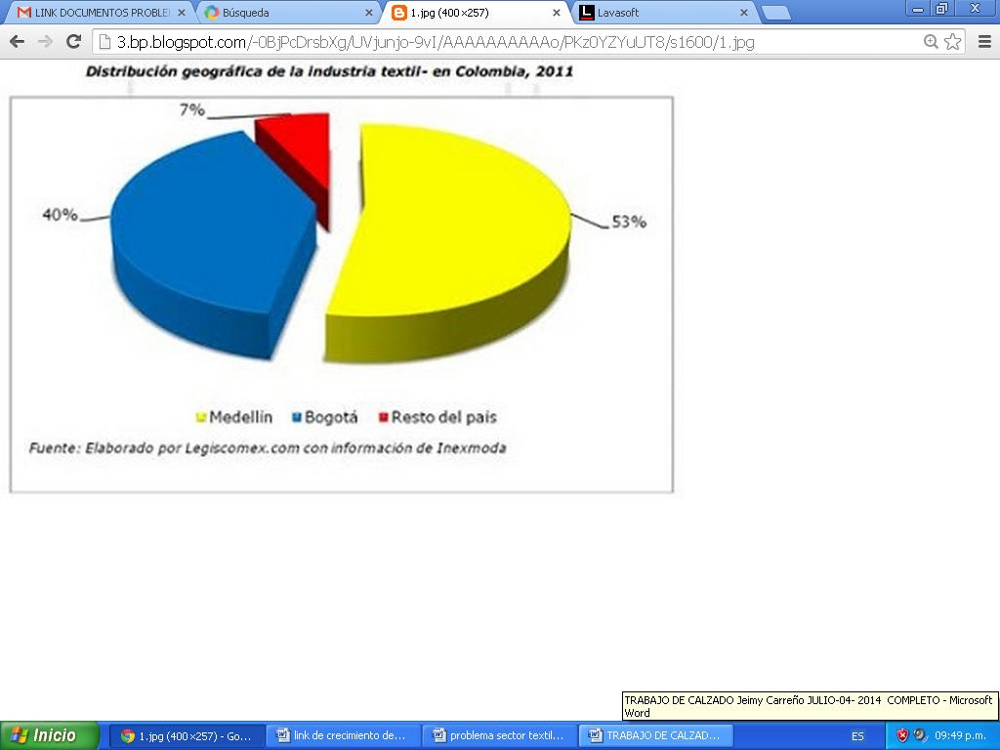 LINK DOCUMENTOS PROBLE
Búsqueda
1.jpg (400×257)
Lavasoft
3.bp.blogspot.com/-0BjPcDrsbXg/UVjunjo-9vI/AAAAAAAAAAo/PKz0YZYuUT8/s1600/1.jpg
Distribución geográfica de la industria textil- en Colombia, 2011
7%
40%
53%
Medellín Bogotá Resto del país
Fuente: Elaborado por Legiscomex.com con información de Inexmoda
TRABAJO DE CALZADO Jeimy Carreño JULIO-04- 2014 COMPLETO - Microsoft
Word
Inicio
1.jpg (400×257) - Go...
link de crecimiento de...
problema sector textil...
TRABAJO DE CALZAD...
ES
09:49 p.m.